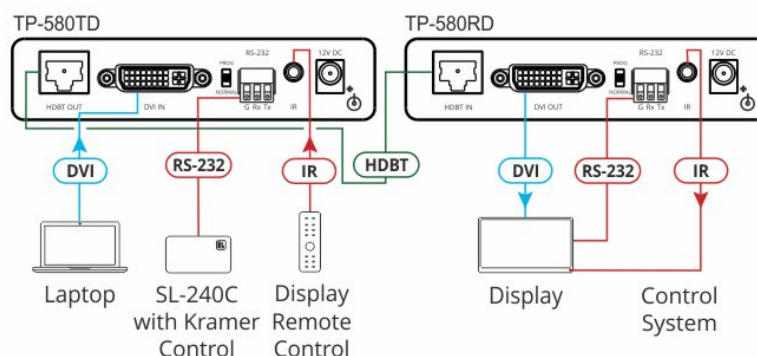 TP-580TD
TP-580RD
RS-232
12V DC
PROG
NORMAL
HDBT OUT
DVI IN
G Rx Tx
IR
RS-232
12V DC
PROG
NORMAL
HDBT IN
DVI OUT
G Rx Tx
IR
DVI
RS-232
IR
HDBT
DVI
RS-232
IR
Laptop
SL-240C
with Kramer
Control
Display
Remote
Control
Display
Control
System